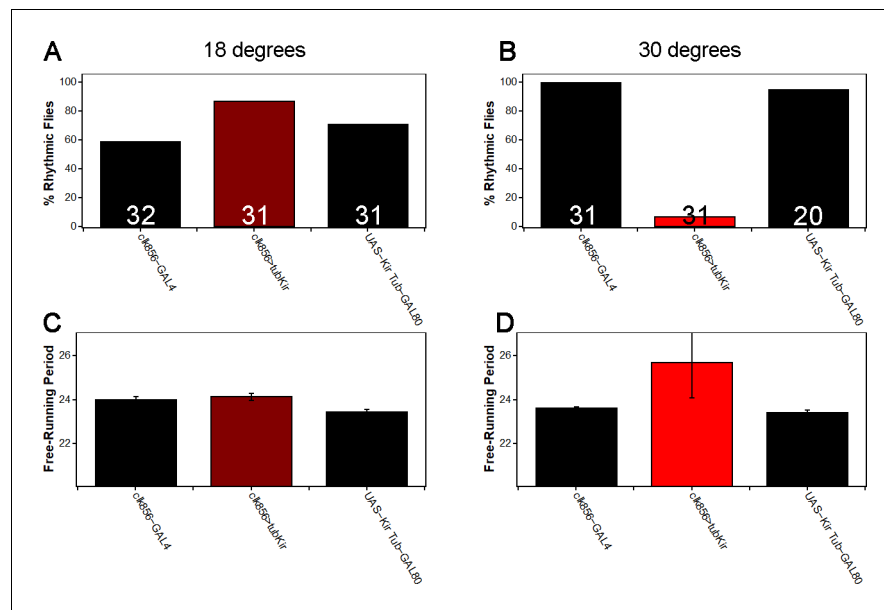 A
18 degrees
B
30 degrees
% Rhythmic Flies
100
80
60
40
20
0
32
31
31
clk856-GAL4
clk856>tubKir
UAS-Kir Tub-GAL80
% Rhythmic Flies
100
80
60
40
20
0
31
31
20
clk856-GAL4
clk856>tubKir
UAS-Kir Tub-GAL80
C
Free-Running Period
26
24
22
clk856-GAL4
clk856>tubKir
UAS-Kir Tub-GAL80
D
Free-Running Period
26
24
22
clk856-GAL4
clk856>tubKir
UAS-Kir Tub-GAL80